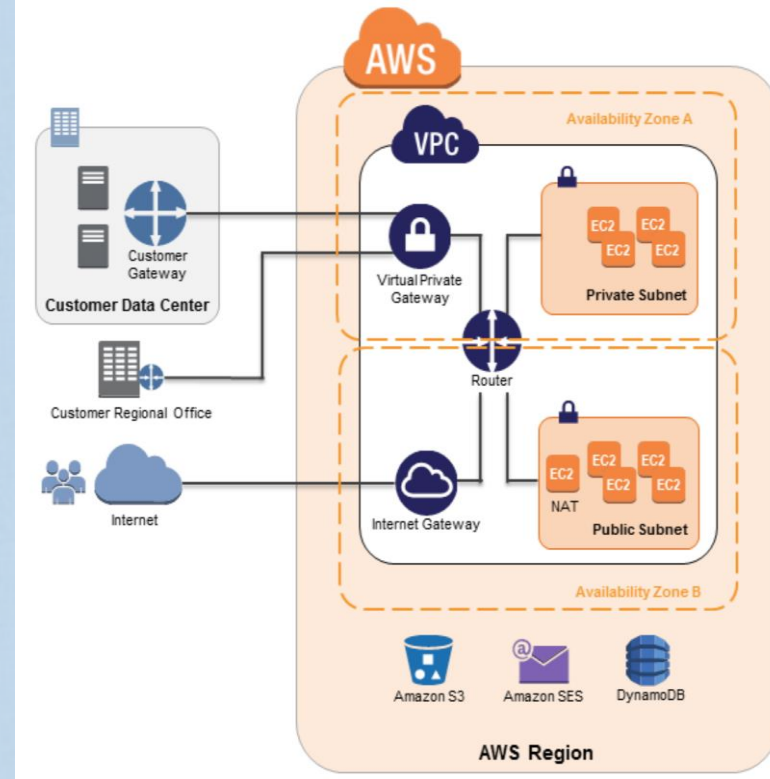 AWS
Availability Zone A
VPC
EC2
EC2
EC2
EC2
Private Subnet
Customer
Gateway
Customer Data Center
Virtual Private
Gateway
Router
Customer Regional Office
Internet
Internet Gateway
EC2
NAT
EC2
EC2
EC2
EC2
Public Subnet
Availability Zone B
@
Amazon S3
Amazon SES
DynamoDB
AWS Region